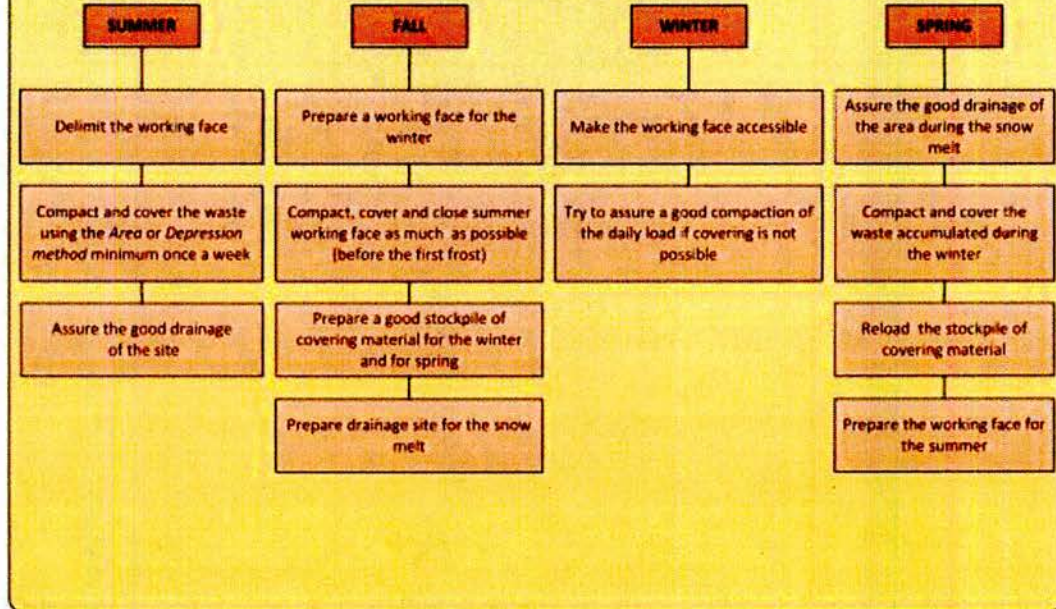 SUMMER
Delimit the working face
Compact and cover the waste
using the Area or Depression
method minimum once a week
Assure the good drainage
of the site
FALL
Prepare a working face for the
winter
Compact, cover and close summer
working face as much as possible
(before the first frost)
Prepare a good stockpile of
covering material for the winter
and for spring
Prepare drainage site for the snow
melt
WINTER
Make the working face accessible
Try to assure a good compaction of
the daily load if covering is not
possible
SPRING
Assure the good drainage of
the area during the snow
melt
Compact and cover the
waste accumulated during
the winter
Reload the stockpile of
covering material
Prepare the working face for
the summer